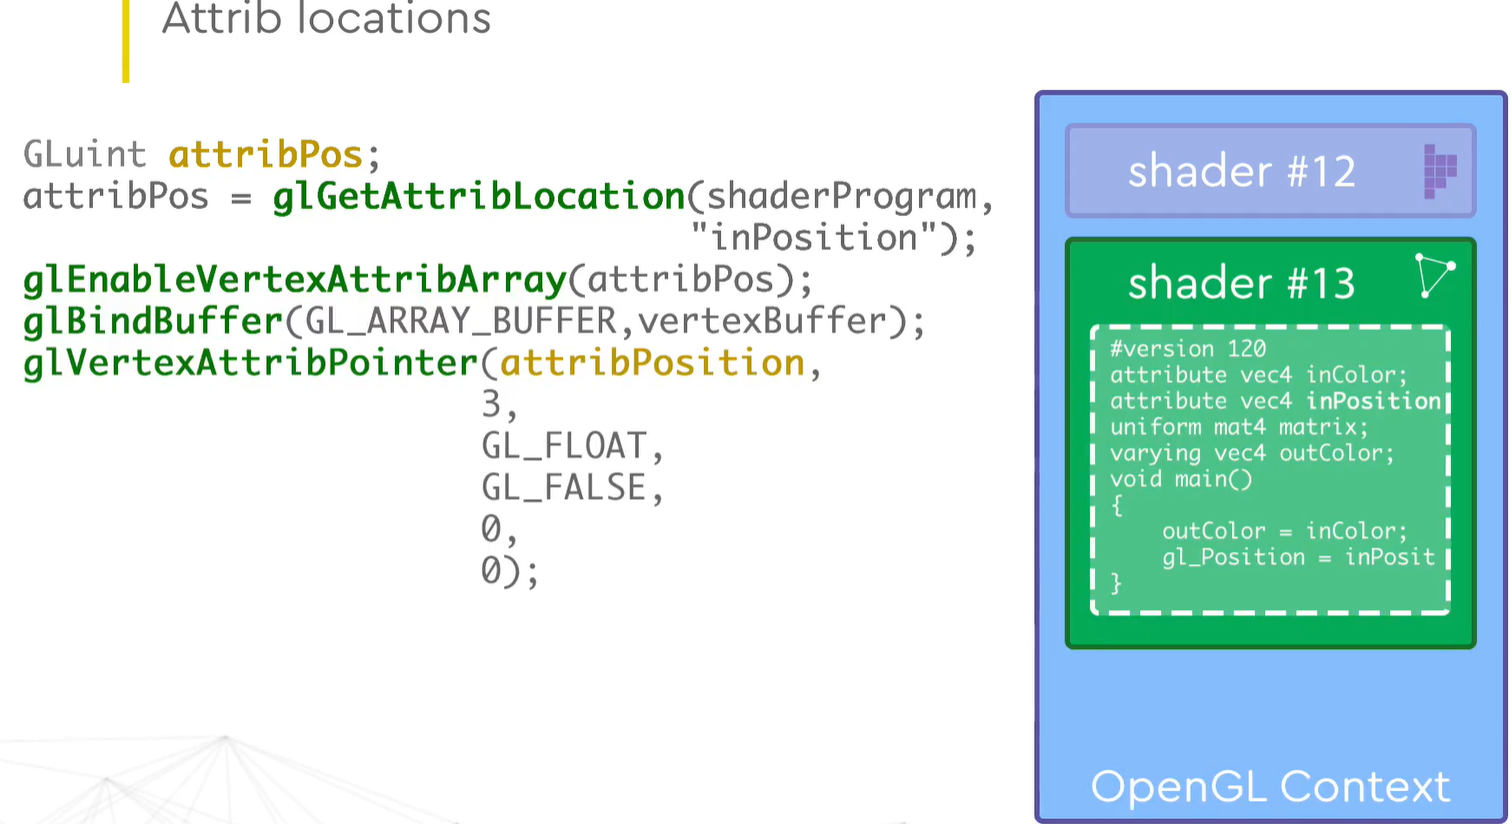 Attrib locations
GLuint attribPos;
attribPos = glGetAttribLocation(shaderProgram,
"inPosition");
glEnableVertexAttribArray(attribPos);
glBindBuffer(GL_ARRAY_BUFFER,vertexBuffer);
glVertexAttribPointer(attribPosition,
3,
GL_FLOAT,
GL_FALSE,
0,
0);
shader #12
shader #13
#version 120
attribute vec4 inColor;
attribute vec4 inPosition
uniform mat4 matrix;
varying vec4 outColor;
void main()
{
outColor = inColor;
gl_Position = inPosit
}
OpenGL Context